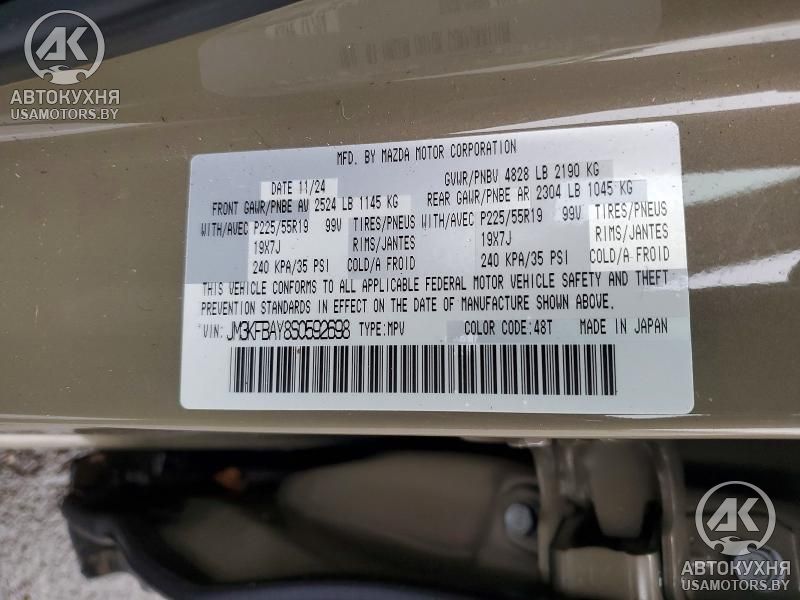 AK
АВТОКУХНЯ
USAMOTORS.BY
MFD. BY MAZDA MOTOR CORPORATION
DATE 11/24 GVWR/PNBV 4828 LB 2190 KG
FRONT GAWR/PNBE AV 2524 LB 1145 KG REAR GAWR/PNBE AR 2304 LB 1045 KG
WITH/AVEC P225/55R19 99V TIRES/PNEUS WITH/AVEC P225/55R19 99V TIRES/PNEUS
19X7J RIMS/JANTES 19X7J RIMS/JANTES
240 KPA/35 PSI COLD/A FROID 240 KPA/35 PSI COLD/A FROID
THIS VEHICLE CONFORMS TO ALL APPLICABLE FEDERAL MOTOR VEHICLE SAFETY AND THEFT
PREVENTION STANDARDS IN EFFECT ON THE DATE OF MANUFACTURE SHOWN ABOVE.
VIN: JM3KFBAY8S0592698 TYPE:MPV COLOR CODE:48T MADE IN JAPAN
AK
АВТОКУХНЯ
USAMOTORS.BY